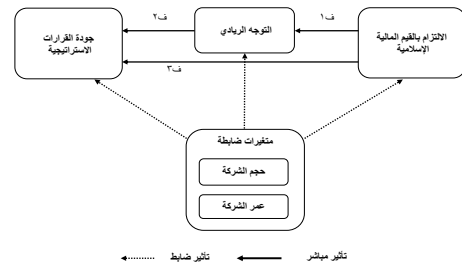 الالتزام بالقيم المالية
الإسلامية
ف١
التوجه الريادي
ف٢
جودة القرارات
الاستراتيجية
ف٣
متغيرات ضابطة
حجم الشركة
عمر الشركة
تأثير مباشر
تأثير ضابط